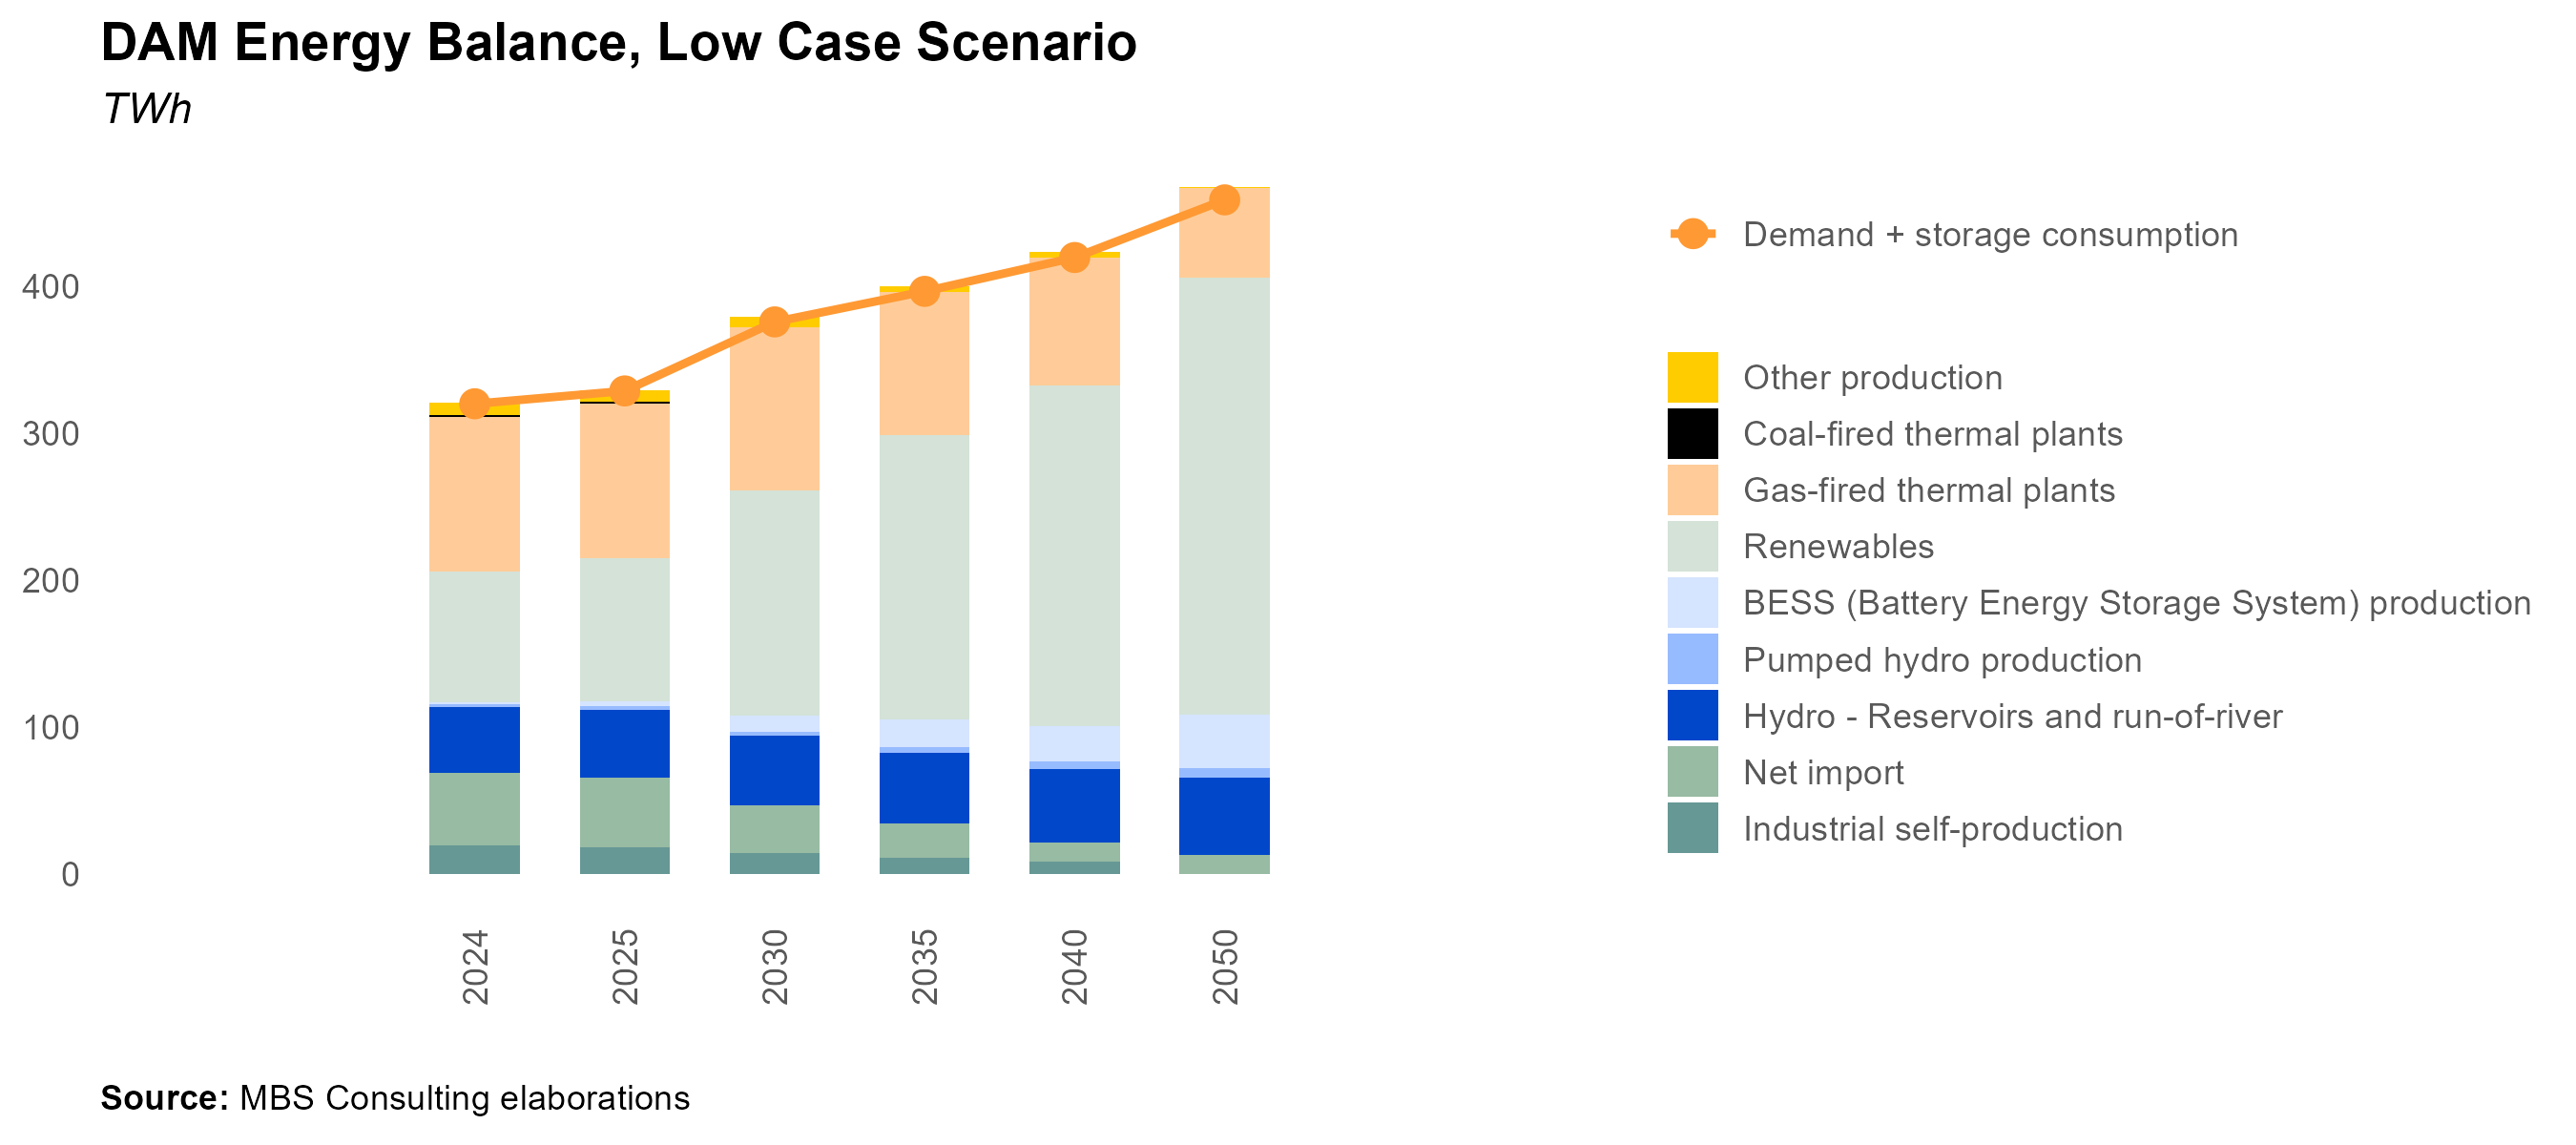 DAM Energy Balance, Low Case Scenario
TWh
400
300
200
100
0
2024
2025
2030
2035
2040
2050
Demand + storage consumption
Other production
Coal-fired thermal plants
Gas-fired thermal plants
Renewables
BESS (Battery Energy Storage System) production
Pumped hydro production
Hydro - Reservoirs and run-of-river
Net import
Industrial self-production
Source: MBS Consulting elaborations